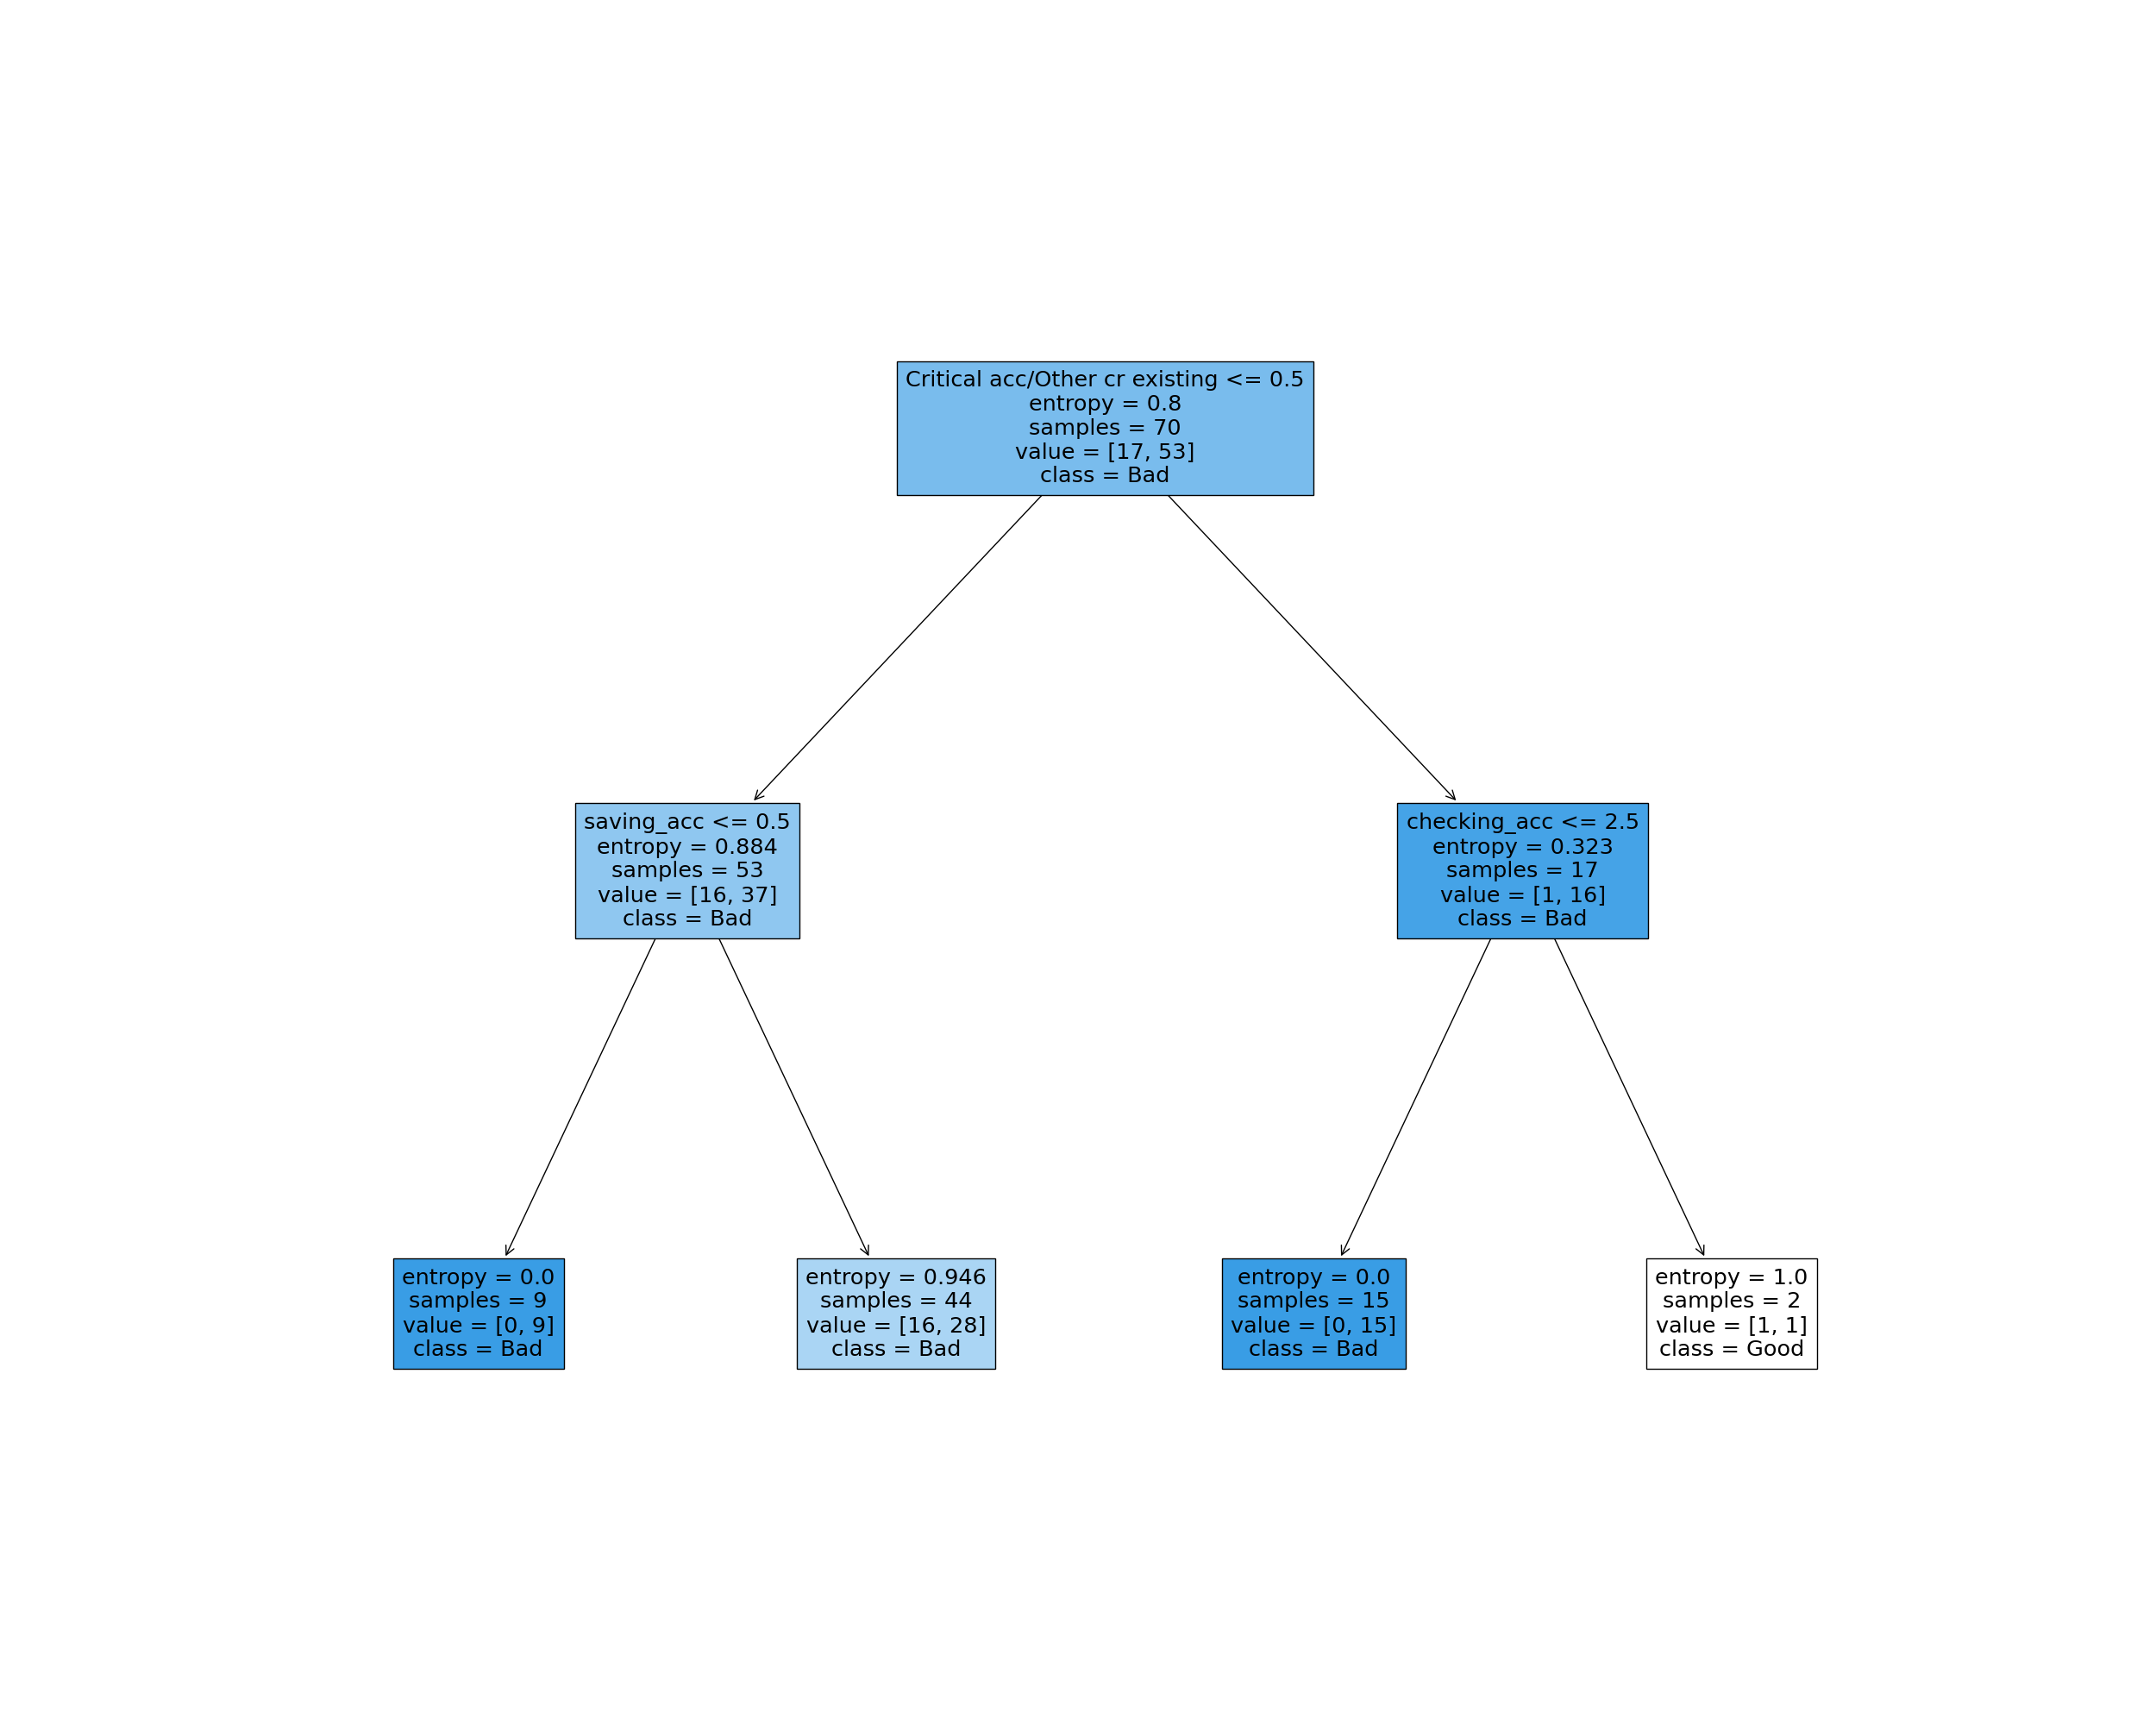 Critical acc/Other cr existing <= 0.5
entropy = 0.8
samples = 70
value = [17, 53]
class = Bad
saving_acc <= 0.5
entropy = 0.884
samples = 53
value = [16, 37]
class = Bad
checking_acc <= 2.5
entropy = 0.323
samples = 17
value = [1, 16]
class = Bad
entropy = 0.0
samples = 9
value = [0, 9]
class = Bad
entropy = 0.946
samples = 44
value = [16, 28]
class = Bad
entropy = 0.0
samples = 15
value = [0, 15]
class = Bad
entropy = 1.0
samples = 2
value = [1, 1]
class = Good